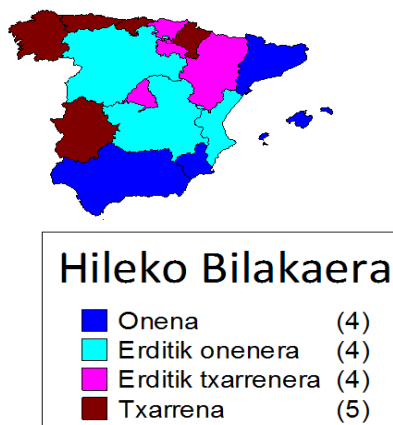 Hileko Bilakaera
Onena (4)
Erditik onenera (4)
Erditik txarrenera (4)
Txarrena (5)